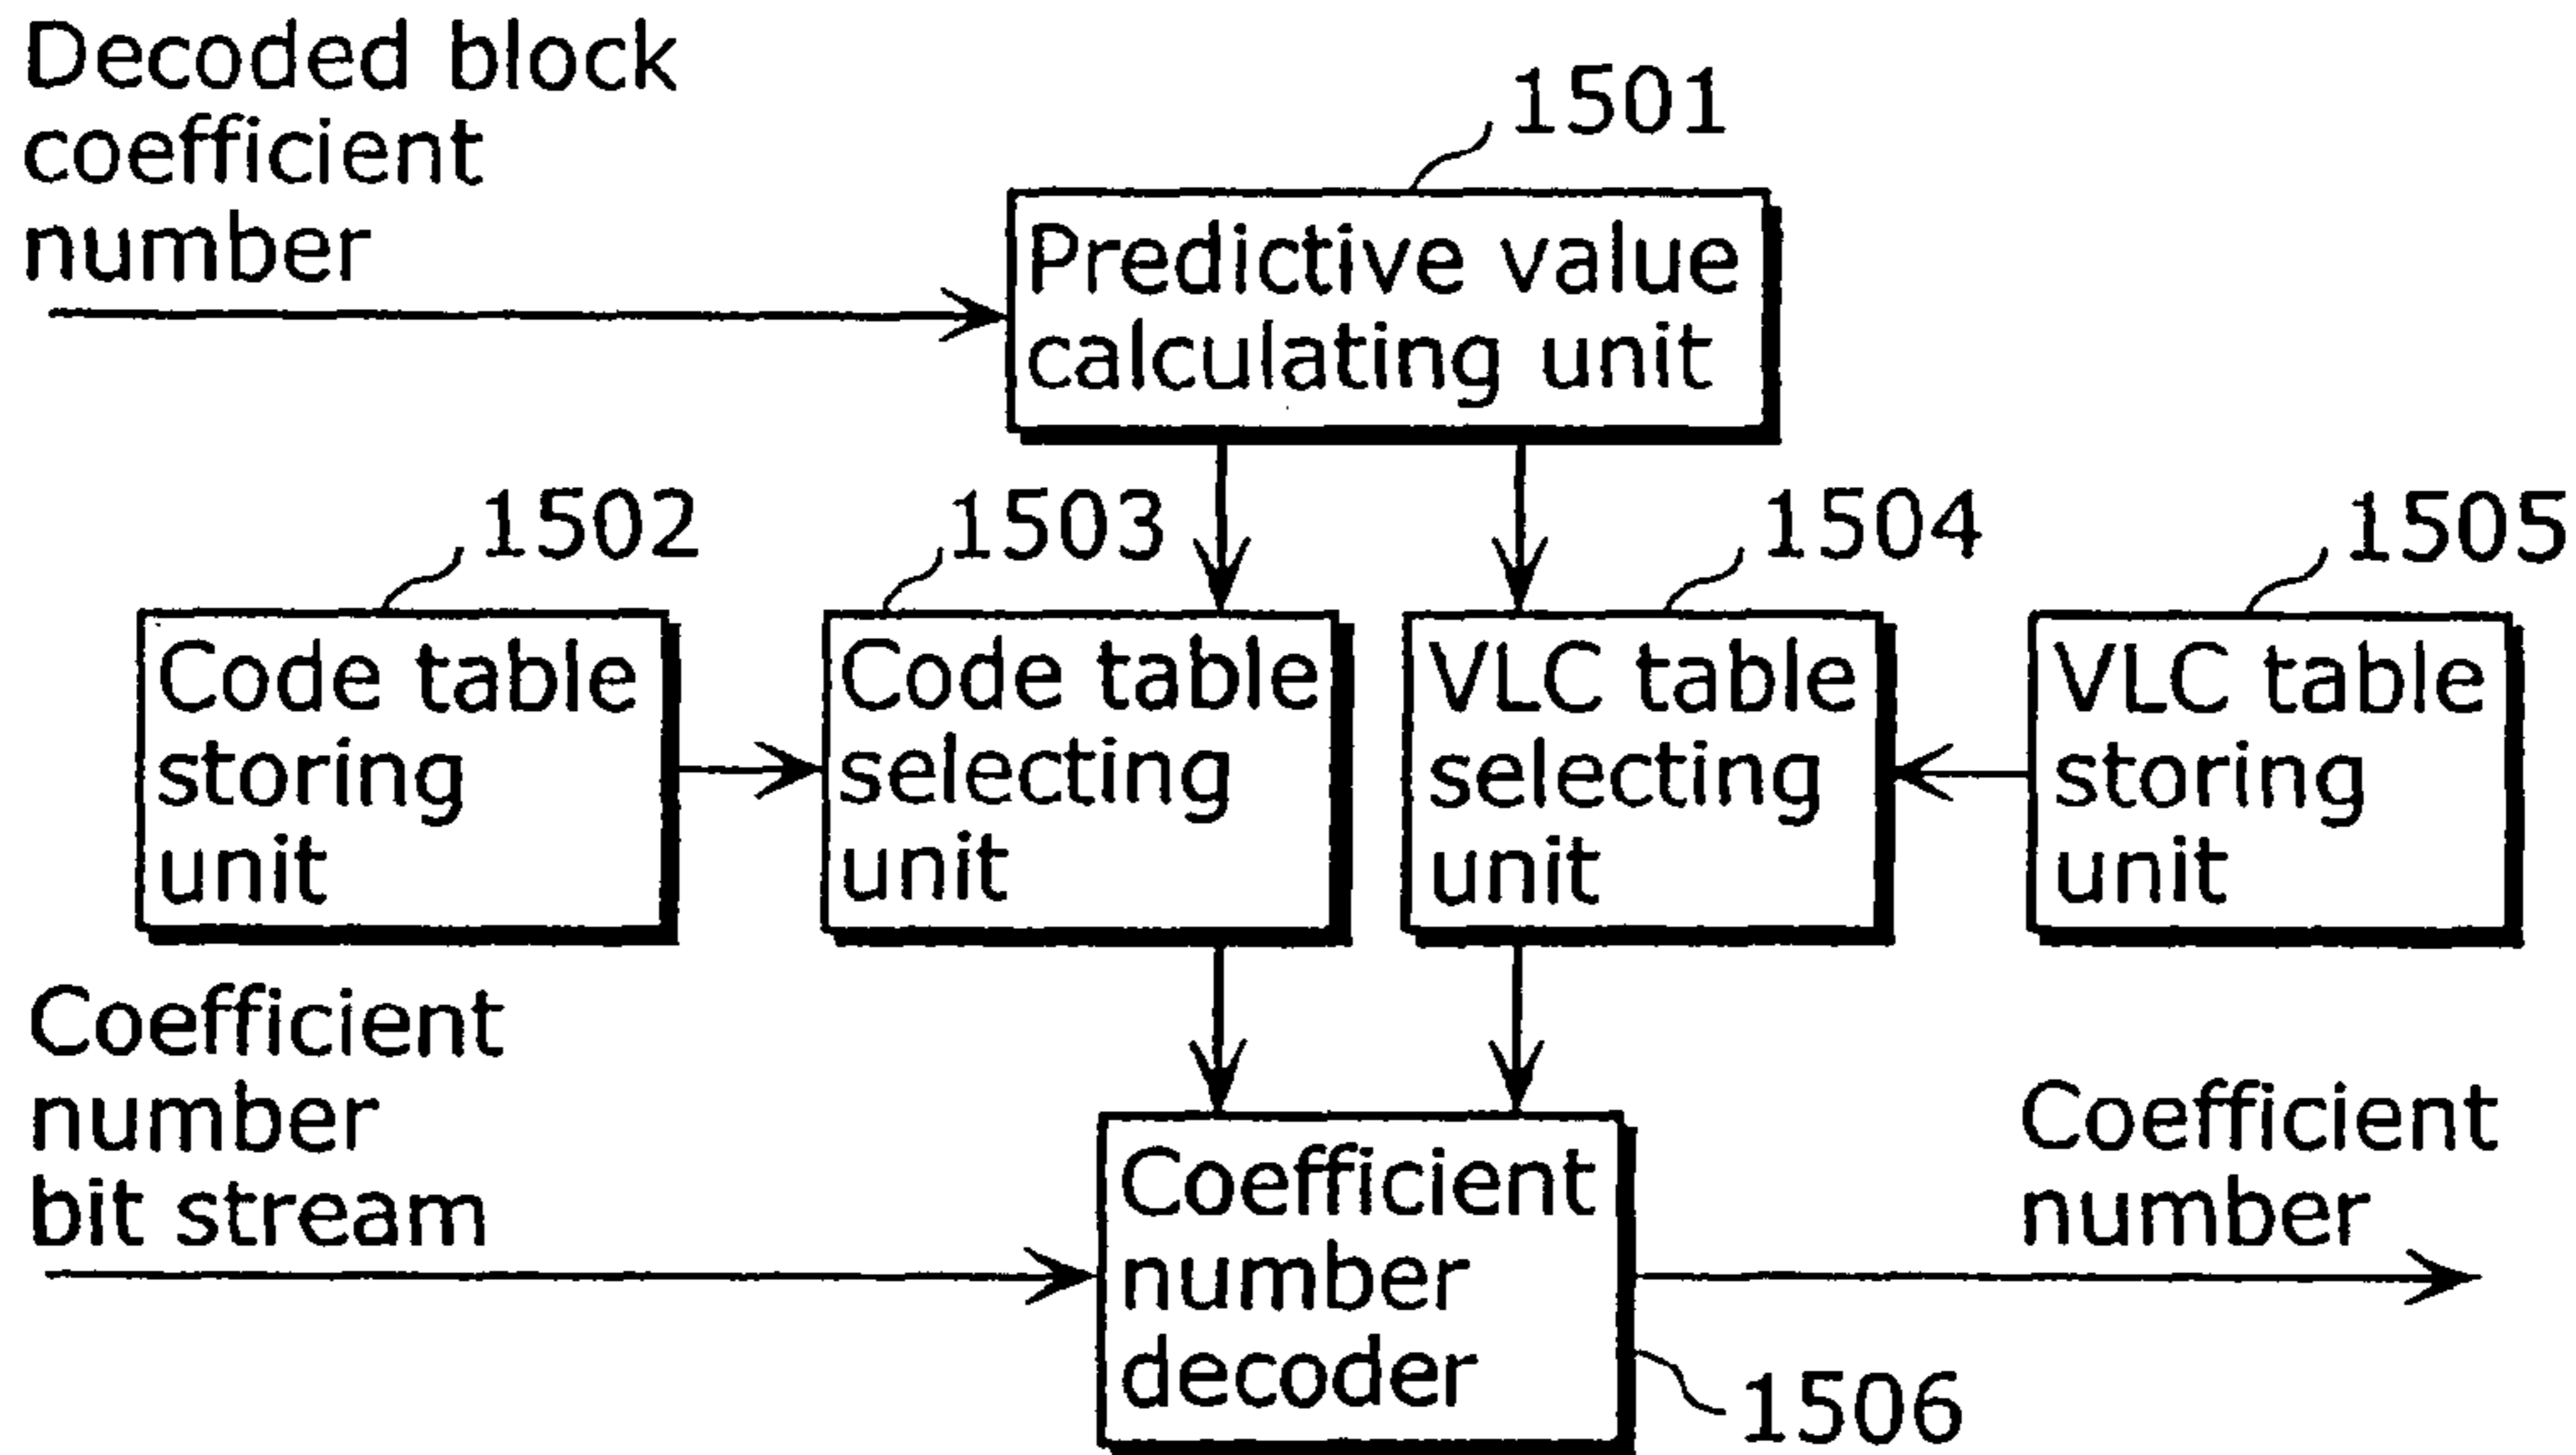 Decoded block
coefficient
number
1501
Predictive value
calculating unit
1502
1503
1504
1505
Code table
storing
unit
Code table
selecting
unit
VLC table
selecting
unit
VLC table
storing
unit
Coefficient
number
bit stream
Coefficient
number
decoder
Coefficient
number
1506